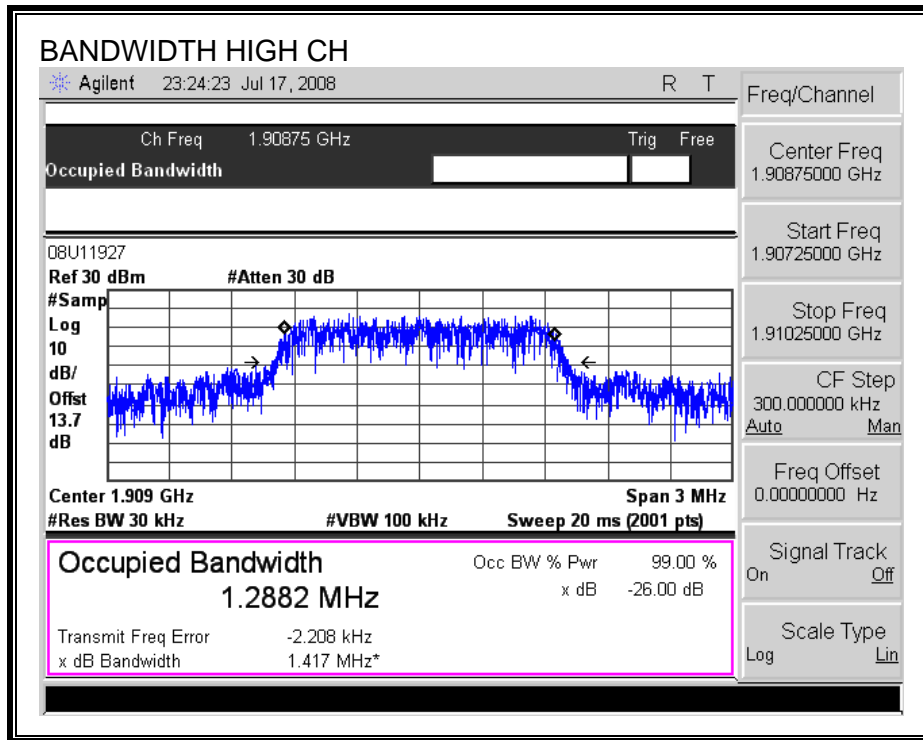 BANDWIDTH HIGH CH
Agilent 23:24:23 Jul 17, 2008 R T
Ch Freq 1.90875 GHz Trig Free
Occupied Bandwidth
08U11927
Ref 30 dBm #Atten 30 dB
#Samp
Log
10
dB/
Offst
13.7
dB
Center 1.909 GHz Span 3 MHz
#Res BW 30 kHz #VBW 100 kHz Sweep 20 ms (2001 pts)
Occupied Bandwidth Occ BW % Pwr 99.00 %
1.2882 MHz x dB -26.00 dB
Transmit Freq Error -2.208 kHz
x dB Bandwidth 1.417 MHz*
Freq/Channel
Center Freq
1.90875000 GHz
Start Freq
1.90725000 GHz
Stop Freq
1.91025000 GHz
CF Step
300.000000 kHz
Auto Man
Freq Offset
0.00000000 Hz
Signal Track
On Off
Scale Type
Log Lin